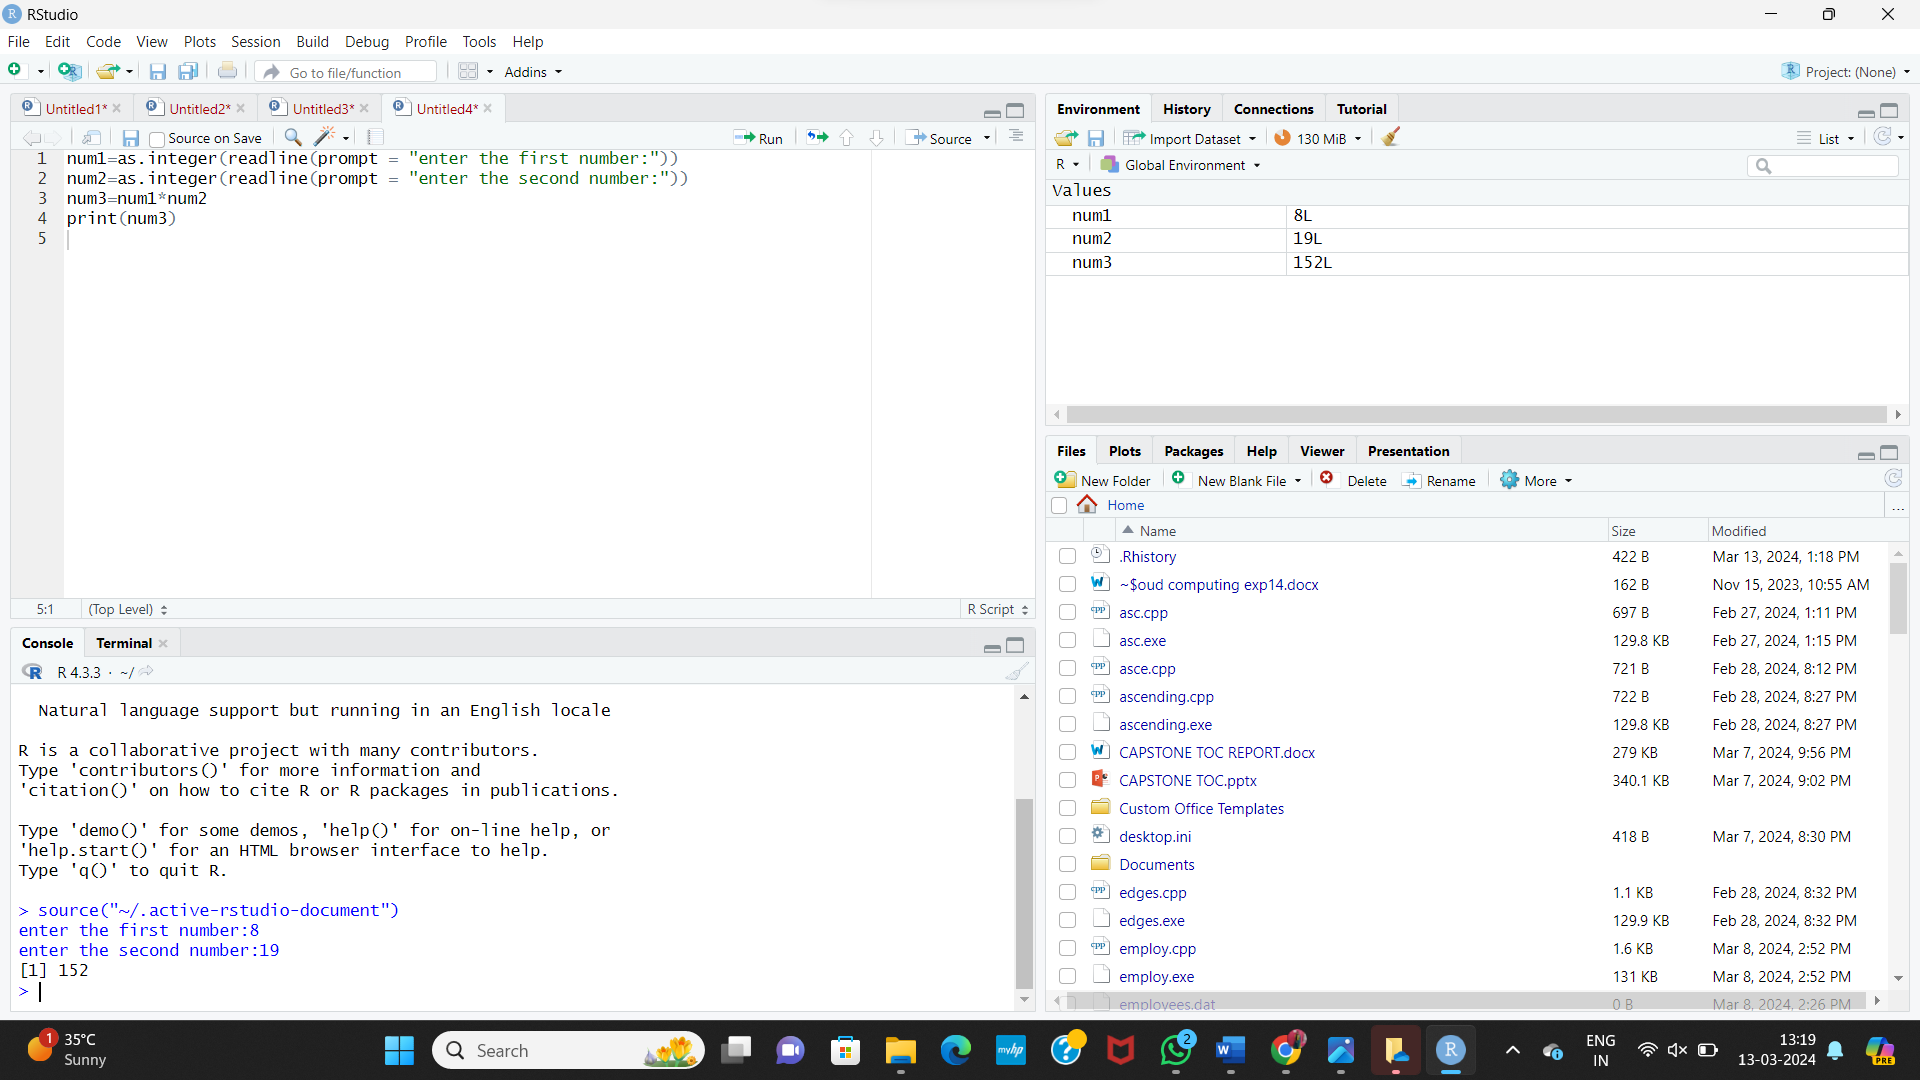 RStudio
File Edit Code View Plots Session Build Debug Profile Tools Help
Go to file/function Addins Project: (None)
Untitled1* Untitled2* Untitled3* Untitled4*
Source on Save Run Source
1 num1=as.integer(readline(prompt = "enter the first number:"))
2 num2=as.integer(readline(prompt = "enter the second number:"))
3 num3=num1*num2
4 print(num3)
5
5:1 (Top Level) R Script
Console Terminal
R 4.3.3 · ~/
Natural language support but running in an English locale
R is a collaborative project with many contributors.
Type 'contributors()' for more information and
'citation()' on how to cite R or R packages in publications.
Type 'demo()' for some demos, 'help()' for on-line help, or
'help.start()' for an HTML browser interface to help.
Type 'q()' to quit R.
> source("~/.active-rstudio-document")
enter the first number:8
enter the second number:19
[1] 152
>
Environment History Connections Tutorial
Import Dataset 130 MiB List
R Global Environment
Values
num1 8L
num2 19L
num3 152L
Files Plots Packages Help Viewer Presentation
New Folder New Blank File Delete Rename More
Home ...
Name Size Modified
.Rhistory 422 B Mar 13, 2024, 1:18 PM
~$oud computing exp14.docx 162 B Nov 15, 2023, 10:55 AM
asc.cpp 697 B Feb 27, 2024, 1:11 PM
asc.exe 129.8 KB Feb 27, 2024, 1:15 PM
asce.cpp 721 B Feb 28, 2024, 8:12 PM
ascending.cpp 722 B Feb 28, 2024, 8:27 PM
ascending.exe 129.8 KB Feb 28, 2024, 8:27 PM
CAPSTONE TOC REPORT.docx 279 KB Mar 7, 2024, 9:56 PM
CAPSTONE TOC.pptx 340.1 KB Mar 7, 2024, 9:02 PM
Custom Office Templates
desktop.ini 418 B Mar 7, 2024, 8:30 PM
Documents
edges.cpp 1.1 KB Feb 28, 2024, 8:32 PM
edges.exe 129.9 KB Feb 28, 2024, 8:32 PM
employ.cpp 1.6 KB Mar 8, 2024, 2:52 PM
employ.exe 131 KB Mar 8, 2024, 2:52 PM
employees.dat 0 B Mar 8, 2024, 2:26 PM
1 35°C
Sunny
Search
myhp
2
ENG
IN
13:19
13-03-2024
PRE